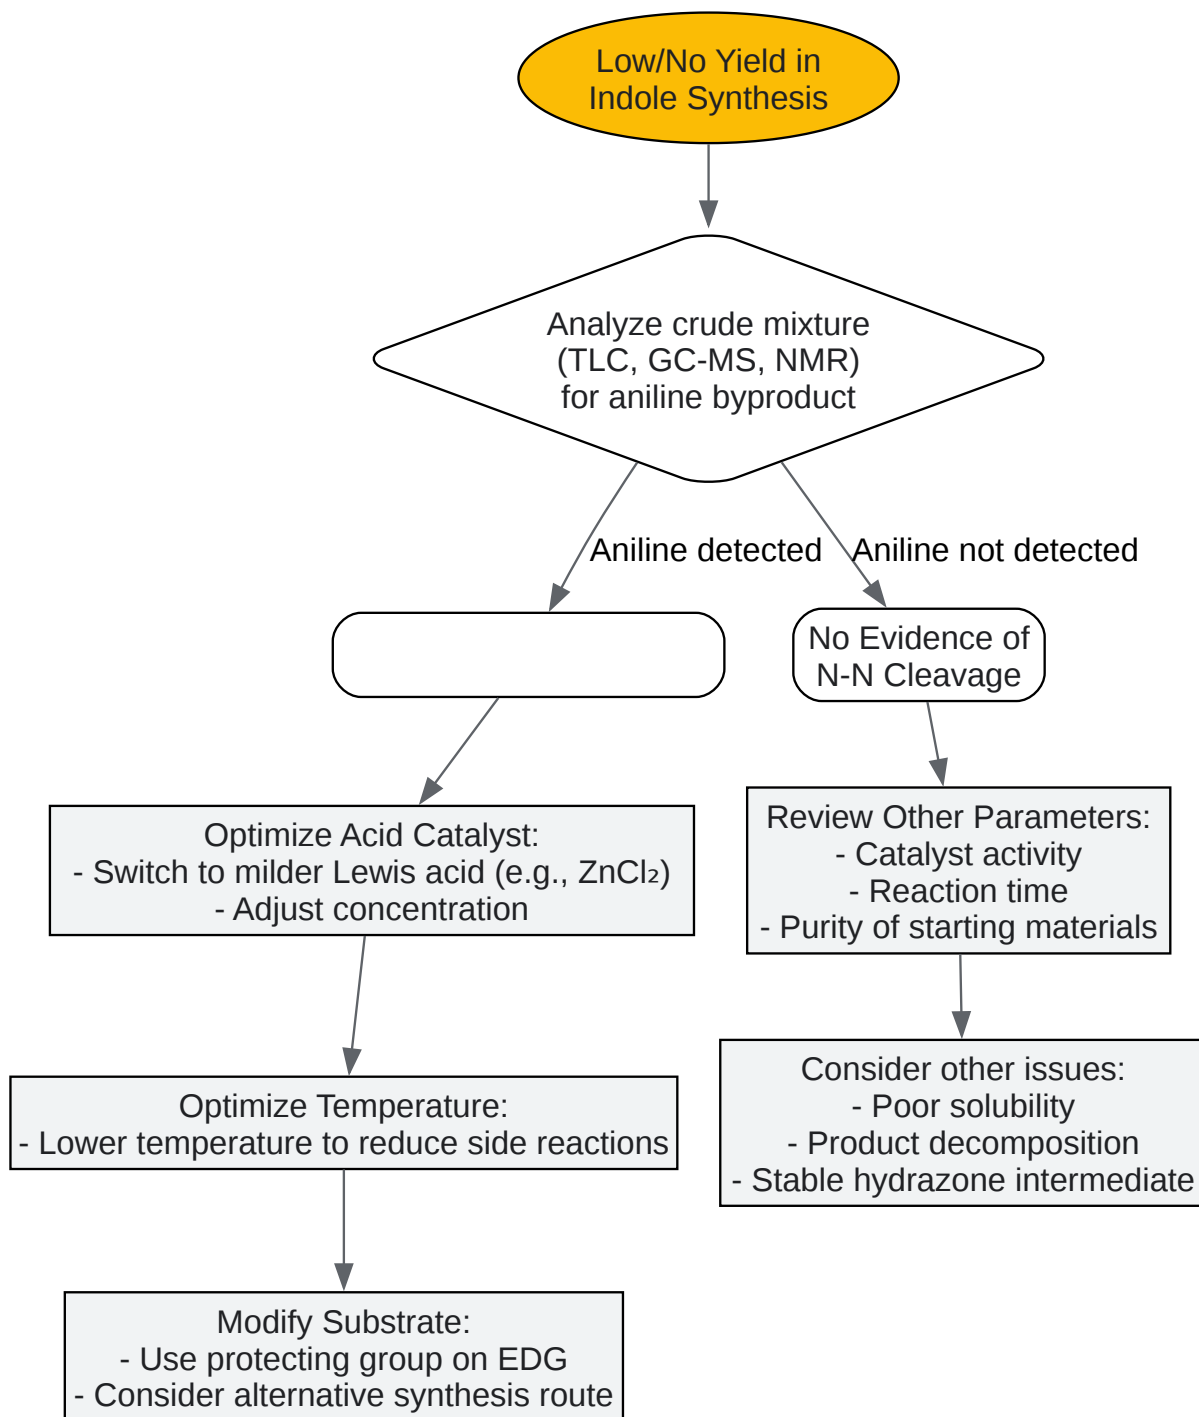 Low/No Yield in
Indole Synthesis
Analyze crude mixture
(TLC, GC-MS, NMR)
for aniline byproduct
Aniline detected
Aniline not detected
No Evidence of
N-N Cleavage
Optimize Acid Catalyst:
- Switch to milder Lewis acid (e.g., ZnCl₂)
- Adjust concentration
Review Other Parameters:
- Catalyst activity
- Reaction time
- Purity of starting materials
Optimize Temperature:
- Lower temperature to reduce side reactions
Consider other issues:
- Poor solubility
- Product decomposition
- Stable hydrazone intermediate
Modify Substrate:
- Use protecting group on EDG
- Consider alternative synthesis route